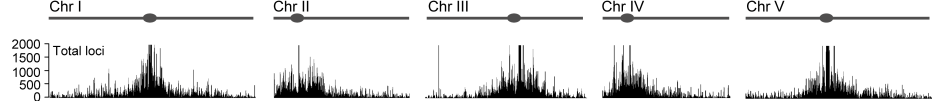 Chr I Chr II Chr III Chr IV Chr V
2000 Total loci
1500
1000
500
0